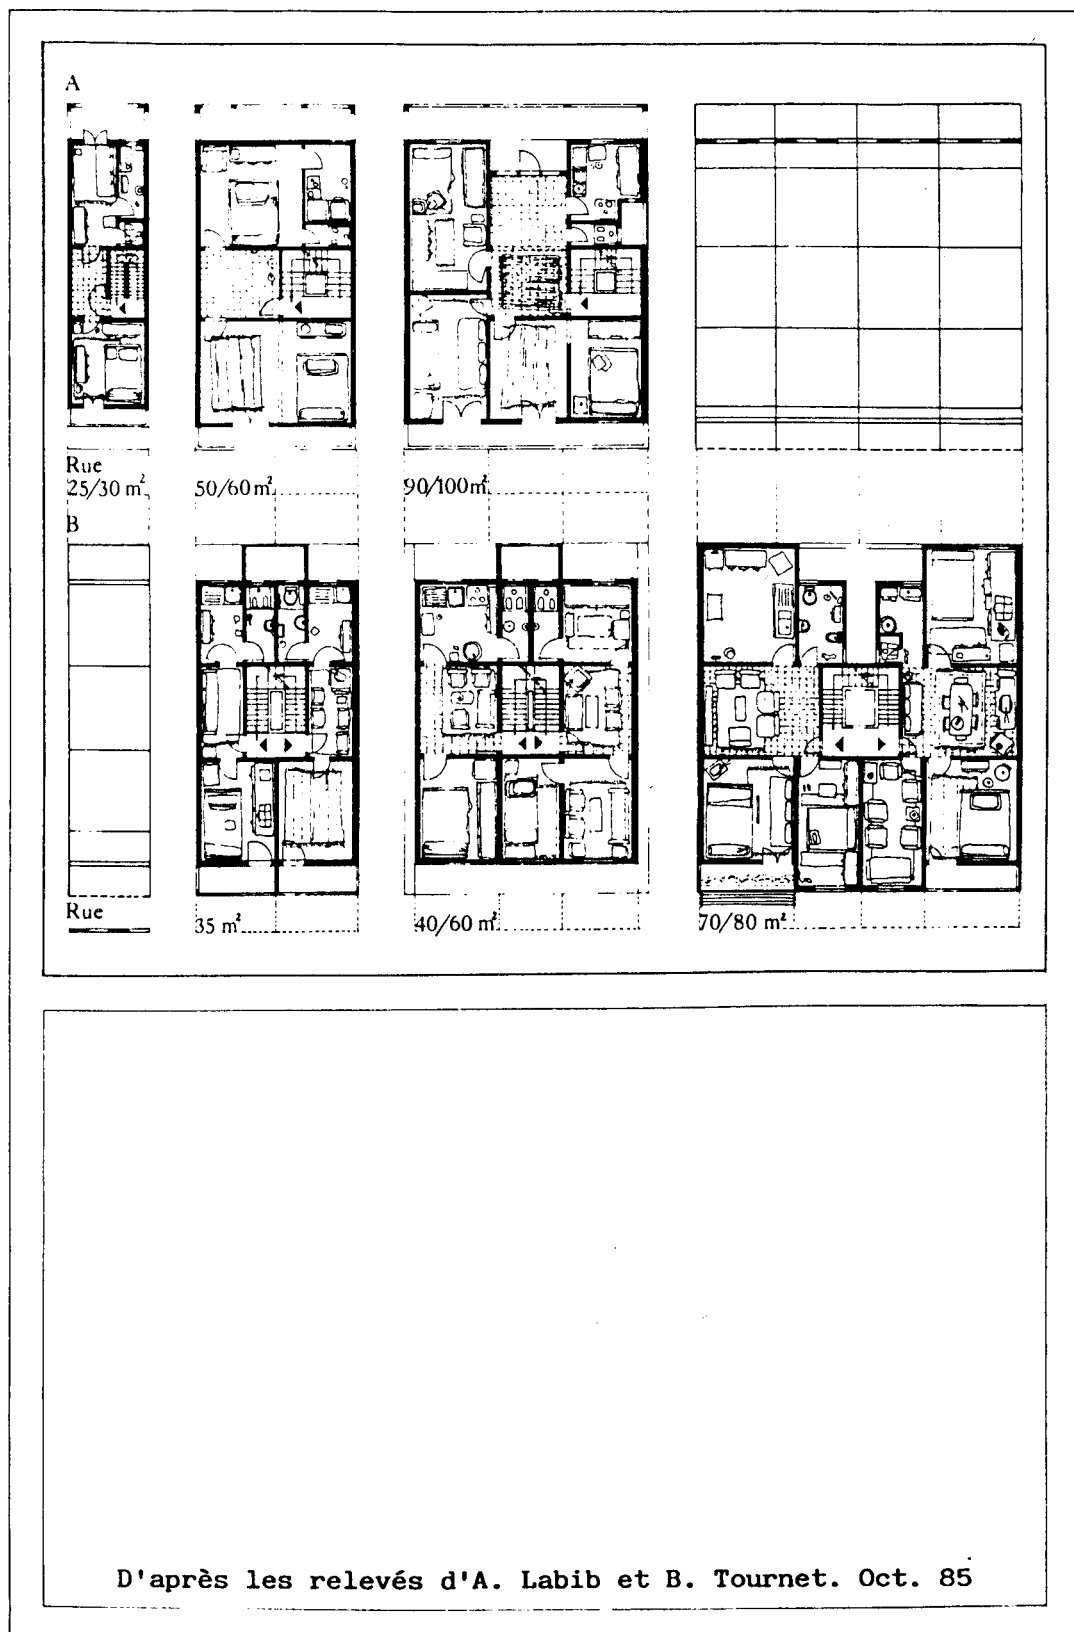 A
Rue
25/30 m² 50/60 m² 90/100 m²
B
Rue
35 m² 40/60 m² 70/80 m²
D'après les relevés d'A. Labib et B. Tournet. Oct. 85